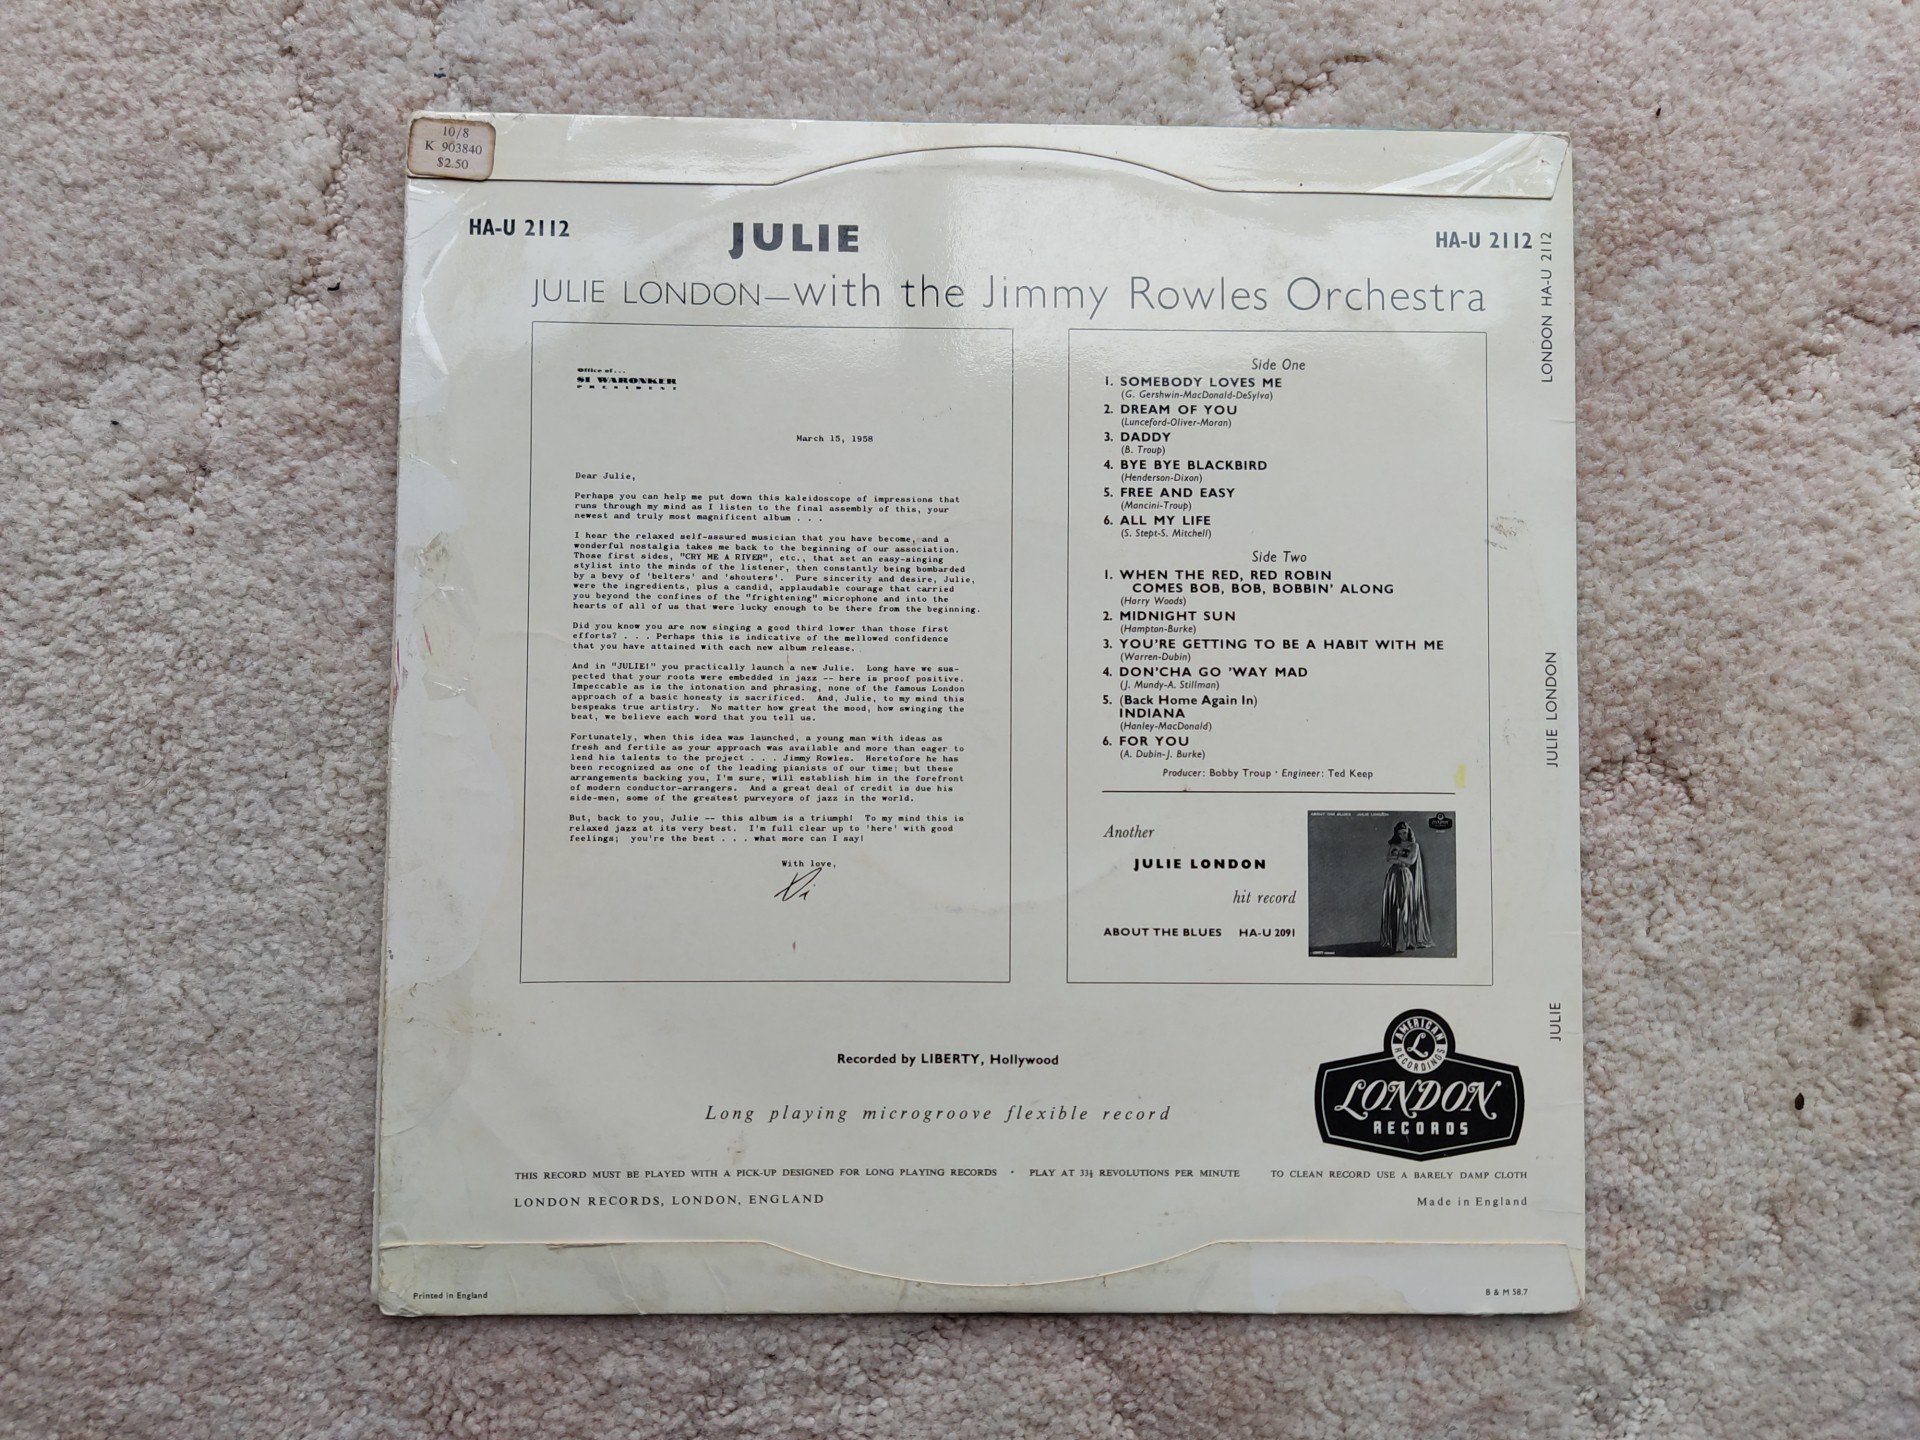 10/8
K 903840
$2.50
HA-U 2112
JULIE
HA-U 2112
JULIE LONDON—with the Jimmy Rowles Orchestra
Office of...
SI WARONKER
PRESIDENT
March 15, 1958
Dear Julie,
Perhaps you can help me put down this kaleidoscope of impressions that
runs through my mind as I listen to the final assembly of this, your
newest and truly most magnificent album . . .
I hear the relaxed self-assured musician that you have become, and a
wonderful nostalgia takes me back to the beginning of our association.
Those first sides, "CRY ME A RIVER", etc., that set an easy-singing
stylist into the minds of the listener, then constantly being bombarded
by a bevy of 'belters' and 'shouters'. Pure sincerity and desire, Julie,
were the ingredients, plus a candid, applaudable courage that carried
you beyond the confines of the "frightening" microphone and into the
hearts of all of us that were lucky enough to be there from the beginning.
Did you know you are now singing a good third lower than those first
efforts? . . . Perhaps this is indicative of the mellowed confidence
that you have attained with each new album release.
And in "JULIE!" you practically launch a new Julie. Long have we sus-
pected that your roots were embedded in jazz -- here is proof positive.
Impeccable as is the intonation and phrasing, none of the famous London
approach of a basic honesty is sacrificed. And, Julie, to my mind this
bespeaks true artistry. No matter how great the mood, how swinging the
beat, we believe each word that you tell us.
Fortunately, when this idea was launched, a young man with ideas as
fresh and fertile as your approach was available and more than eager to
lend his talents to the project . . . Jimmy Rowles. Heretofore he has
been recognized as one of the leading pianists of our time; but these
arrangements backing you, I'm sure, will establish him in the forefront
of modern conductor-arrangers. And a great deal of credit is due his
side-men, some of the greatest purveyors of jazz in the world.
But, back to you, Julie -- this album is a triumph! To my mind this is
relaxed jazz at its very best. I'm full clear up to 'here' with good
feelings; you're the best . . . what more can I say!
With love,
Si
Side One
1. SOMEBODY LOVES ME
(G. Gershwin-MacDonald-DeSylva)
2. DREAM OF YOU
(Lunceford-Oliver-Moran)
3. DADDY
(B. Troup)
4. BYE BYE BLACKBIRD
(Henderson-Dixon)
5. FREE AND EASY
(Mancini-Troup)
6. ALL MY LIFE
(S. Stept-S. Mitchell)
Side Two
1. WHEN THE RED, RED ROBIN
COMES BOB, BOB, BOBBIN' ALONG
(Harry Woods)
2. MIDNIGHT SUN
(Hampton-Burke)
3. YOU'RE GETTING TO BE A HABIT WITH ME
(Warren-Dubin)
4. DON'CHA GO 'WAY MAD
(J. Mundy-A. Stillman)
5. (Back Home Again In)
INDIANA
(Hanley-MacDonald)
6. FOR YOU
(A. Dubin-J. Burke)
Producer: Bobby Troup · Engineer: Ted Keep
Another
JULIE LONDON
hit record
ABOUT THE BLUES HA-U 2091
ABOUT THE BLUES JULIE LONDON
LONDON HA-U 2112
JULIE LONDON
JULIE
Recorded by LIBERTY, Hollywood
Long playing microgroove flexible record
AMERICAN
L
RECORDINGS
LONDON
RECORDS
THIS RECORD MUST BE PLAYED WITH A PICK-UP DESIGNED FOR LONG PLAYING RECORDS · PLAY AT 33⅓ REVOLUTIONS PER MINUTE TO CLEAN RECORD USE A BARELY DAMP CLOTH
LONDON RECORDS, LONDON, ENGLAND
Made in England
Printed in England
B & M 58.7